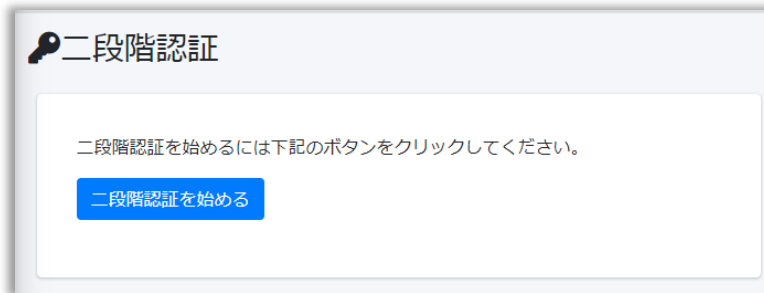 二段階認証
二段階認証を始めるには下記のボタンをクリックしてください。
二段階認証を始める